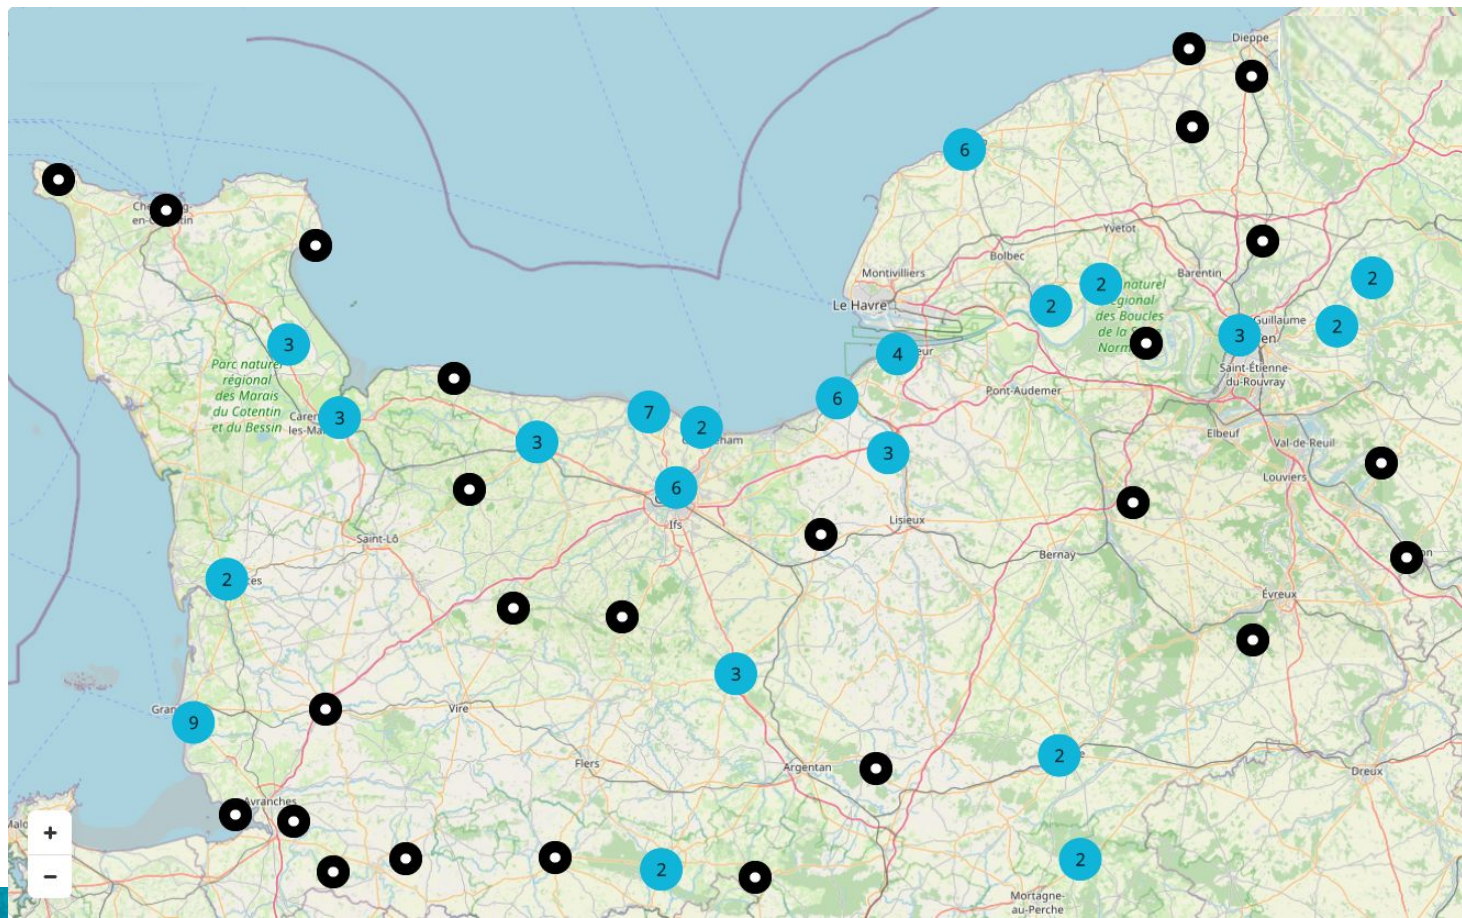 Dieppe
6
Yvetot
Bolbec
Montivilliers
Barentin
2
2
naturel
régional
des Boucles
de la
Le Havre
2
Guillaume
2
3
3
4
Saint-Étienne-
du-Rouvray
Parc naturel
régional
des Marais
du Cotentin
et du Bessin
Pont-Audemer
6
7
3
2
Elbeuf
Val-de-Reuil
3
3
Louviers
6
Ifs
Lisieux
Saint-Lô
Bernay
2
Évreux
3
Vire
9
2
Flers
Argentan
Dreux
Avranches
+
−
2
2
Mortagne-
au-Perche